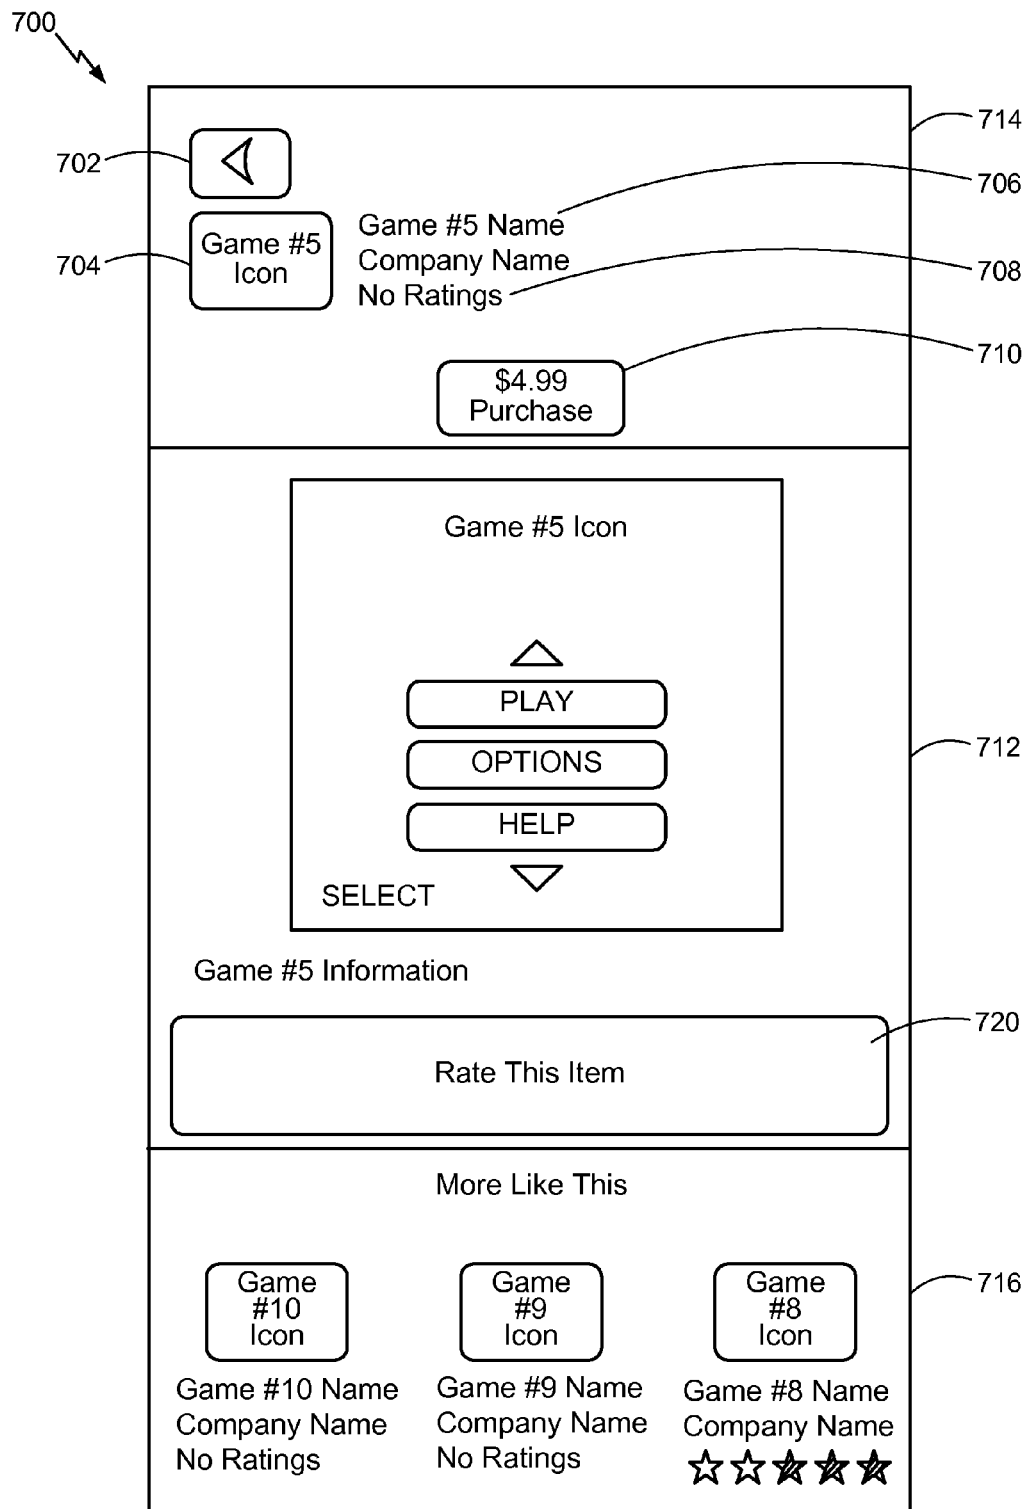 700
714
702
706
Game #5 Name
Game #5
Icon
704
Company Name
708
No Ratings
710
$4.99
Purchase
Game #5 Icon
PLAY
712
OPTIONS
HELP
SELECT
Game #5 Information
720
Rate This Item
More Like This
716
Game
#10
Icon
Game
#9
Icon
Game
#8
Icon
Game #10 Name
Company Name
No Ratings
Game #9 Name
Company Name
No Ratings
Game #8 Name
Company Name